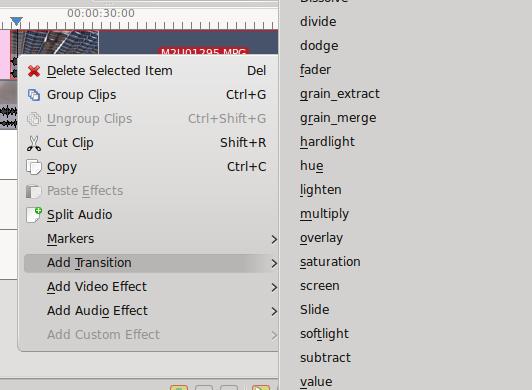 00:00:30:00
M2U01295.MPG
Delete Selected Item Del
Group Clips Ctrl+G
Ungroup Clips Ctrl+Shift+G
Cut Clip Shift+R
Copy Ctrl+C
Paste Effects
Split Audio
Markers
Add Transition
Add Video Effect
Add Audio Effect
Add Custom Effect
Dissolve
divide
dodge
fader
grain_extract
grain_merge
hardlight
hue
lighten
multiply
overlay
saturation
screen
Slide
softlight
subtract
value